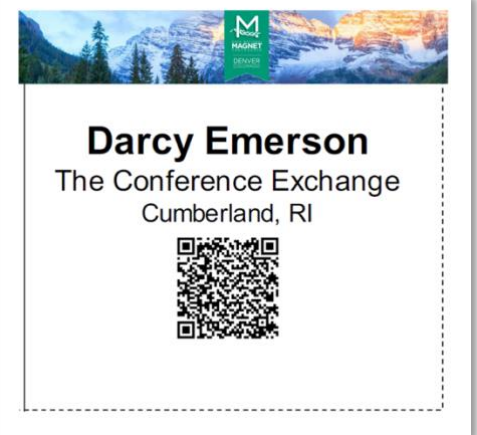 M
MAGNET
DENVER
Darcy Emerson
The Conference Exchange
Cumberland, RI